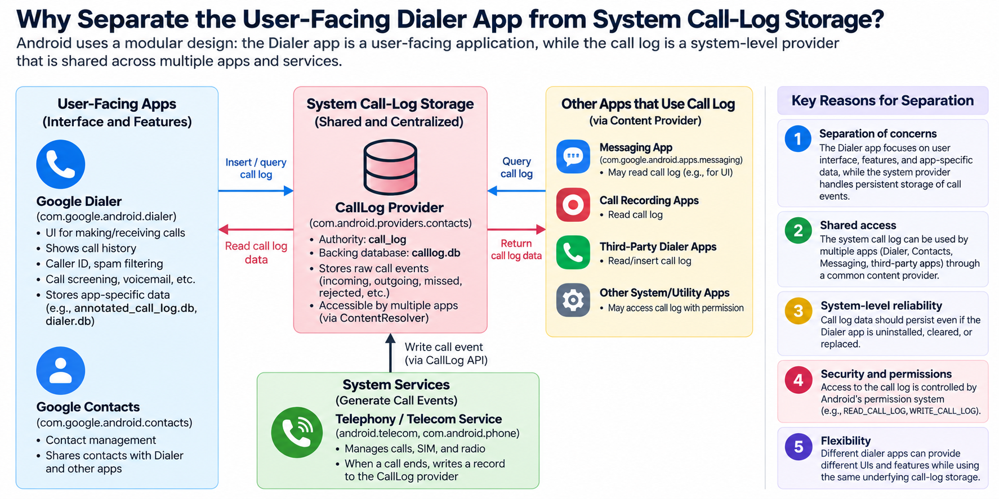 Why Separate the User-Facing Dialer App from System Call-Log Storage?
Android uses a modular design: the Dialer app is a user-facing application, while the call log is a system-level provider
that is shared across multiple apps and services.
User-Facing Apps
(Interface and Features)
Google Dialer
(com.google.android.dialer)
• UI for making/receiving calls
• Shows call history
• Caller ID, spam filtering
• Call screening, voicemail, etc.
• Stores app-specific data
(e.g., annotated_call_log.db,
dialer.db)
Google Contacts
(com.google.android.contacts)
• Contact management
• Shares contacts with Dialer
and other apps
Insert / query
call log
Read call log
data
System Call-Log Storage
(Shared and Centralized)
CallLog Provider
(com.android.providers.contacts)
• Authority: call_log
• Backing database: calllog.db
• Stores raw call events
(incoming, outgoing, missed,
rejected, etc.)
• Accessible by multiple apps
(via ContentResolver)
Write call event
(via CallLog API)
System Services
(Generate Call Events)
Telephony / Telecom Service
(android.telecom, com.android.phone)
• Manages calls, SIM, and radio
• When a call ends, writes a record
to the CallLog provider
Query
call log
Return
call log data
Other Apps that Use Call Log
(via Content Provider)
Messaging App
(com.google.android.apps.messaging)
• May read call log (e.g., for UI)
Call Recording Apps
• Read call log
Third-Party Dialer Apps
• Read/insert call log
Other System/Utility Apps
• May access call log with permission
Key Reasons for Separation
1
Separation of concerns
The Dialer app focuses on user
interface, features, and app-specific
data, while the system provider
handles persistent storage of call
events.
2
Shared access
The system call log can be used by
multiple apps (Dialer, Contacts,
Messaging, third-party apps) through
a common content provider.
3
System-level reliability
Call log data should persist even if the
Dialer app is uninstalled, cleared, or
replaced.
4
Security and permissions
Access to the call log is controlled by
Android's permission system
(e.g., READ_CALL_LOG, WRITE_CALL_LOG).
5
Flexibility
Different dialer apps can provide
different UIs and features while using
the same underfying call-log storage.